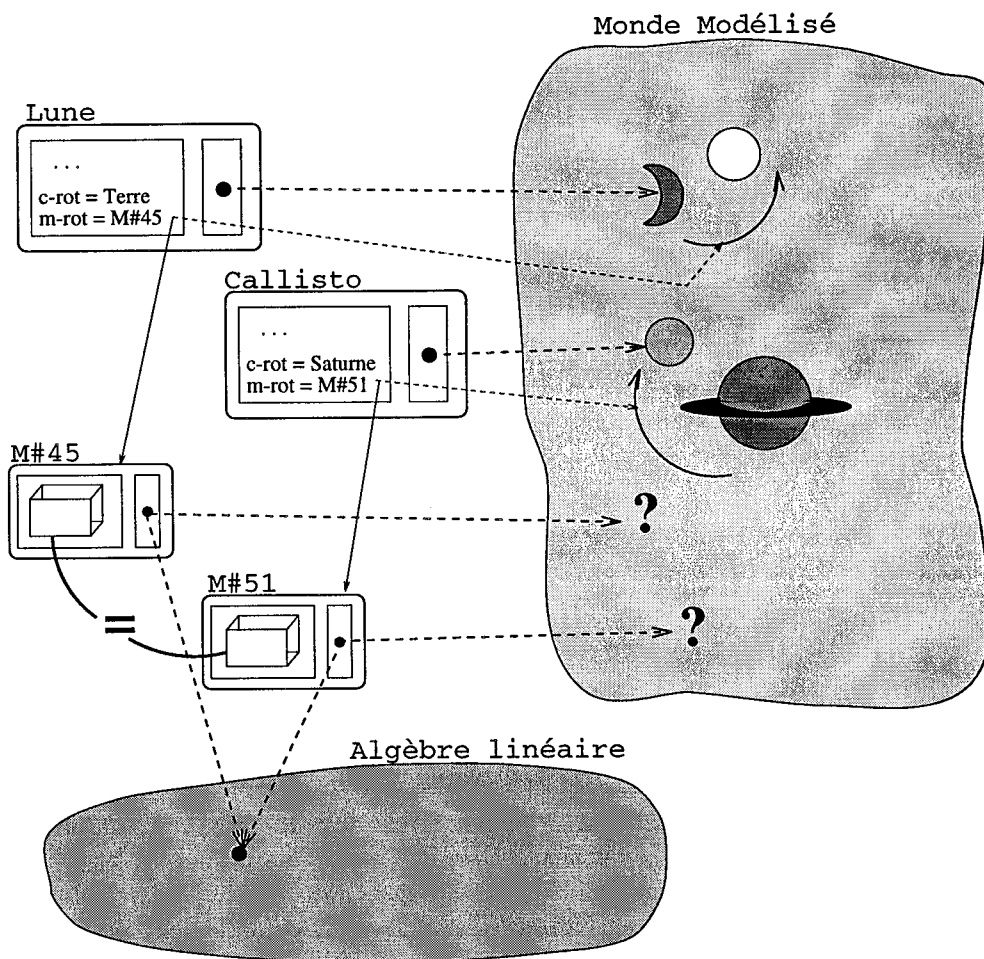 Monde Modélisé
Lune
...
c-rot = Terre
m-rot = M#45
Callisto
...
c-rot = Saturne
m-rot = M#51
M#45
?
M#51
=
?
Algèbre linéaire